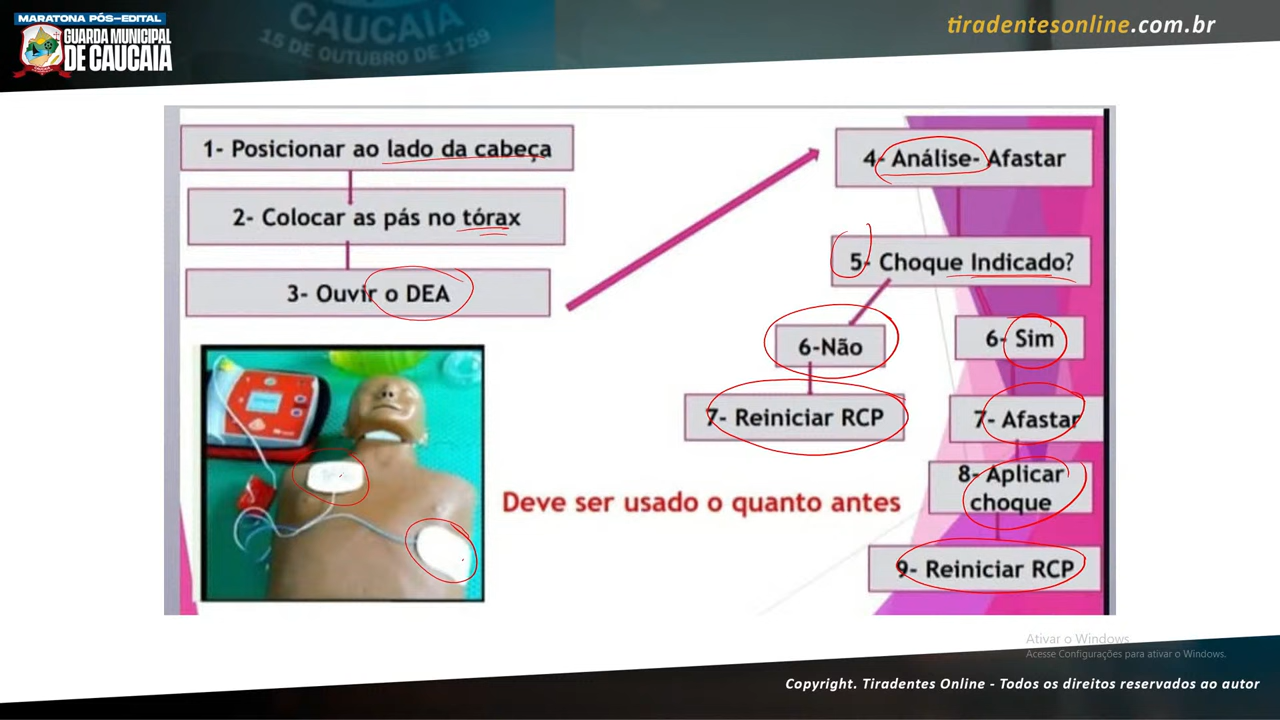 MARATONA PÓS-EDITAL
GUARDA MUNICIPAL
DE CAUCAIA
CAUCAIA
15 DE OUTUBRO DE 1759
tiradentesonline.com.br
1- Posicionar ao lado da cabeça
2- Colocar as pás no tórax
3- Ouvir o DEA
4- Análise- Afastar
5- Choque Indicado?
6-Não
6- Sim
7- Reiniciar RCP
7- Afastar
8- Aplicar
choque
9- Reiniciar RCP
Deve ser usado o quanto antes
Ativar o Windows
Acesse Configurações para ativar o Windows.
Copyright. Tiradentes Online - Todos os direitos reservados ao autor